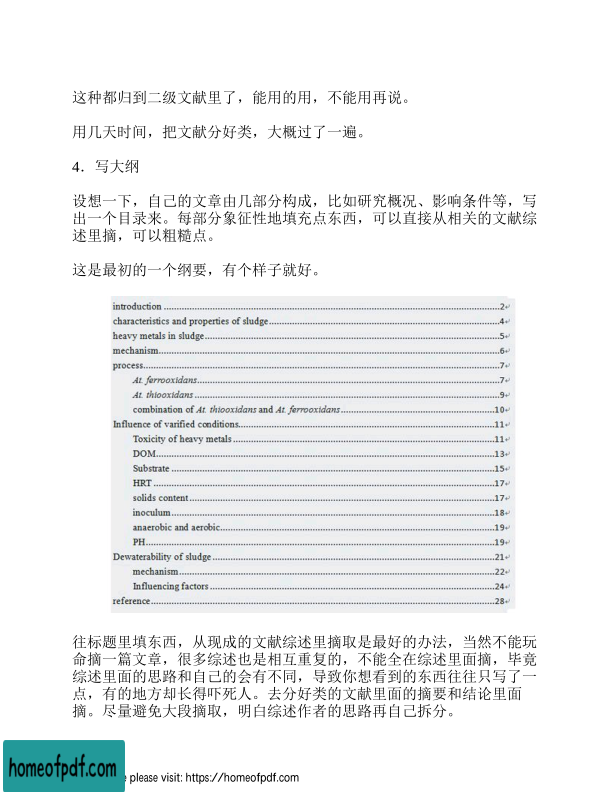 这种都归到二级文献里了，能用的用，不能用再说。
用几天时间，把文献分好类，大概过了一遍。
4．写大纲
设想一下，自己的文章由几部分构成，比如研究概况、影响条件等，写
出一个目录来。每部分象征性地填充点东西，可以直接从相关的文献综
述里摘，可以粗糙点。
这是最初的一个纲要，有个样子就好。
introduction ........ 2
characteristics and properties of sludge ........ 4
heavy metals in sludge ........ 5
mechanism ........ 6
process ........ 7
At. ferrooxidans ........ 7
At. thiooxidans ........ 9
combination of At. thiooxidans and At. ferrooxidans ........ 10
Influence of varified conditions ........ 11
Toxicity of heavy metals ........ 11
DOM ........ 13
Substrate ........ 15
HRT ........ 17
solids content ........ 17
inoculum ........ 18
anaerobic and aerobic ........ 19
PH ........ 19
Dewaterability of sludge ........ 21
mechanism ........ 22
Influencing factors ........ 24
reference ........ 28
往标题里填东西，从现成的文献综述里摘取是最好的办法，当然不能玩
命摘一篇文章，很多综述也是相互重复的，不能全在综述里面摘，毕竟
综述里面的思路和自己的会有不同，导致你想看到的东西往往只写了一
点，有的地方却长得吓死人。去分好类的文献里面的摘要和结论里面
摘。尽量避免大段摘取，明白综述作者的思路再自己拆分。
homeofpdf.com
e please visit: https://homeofpdf.com